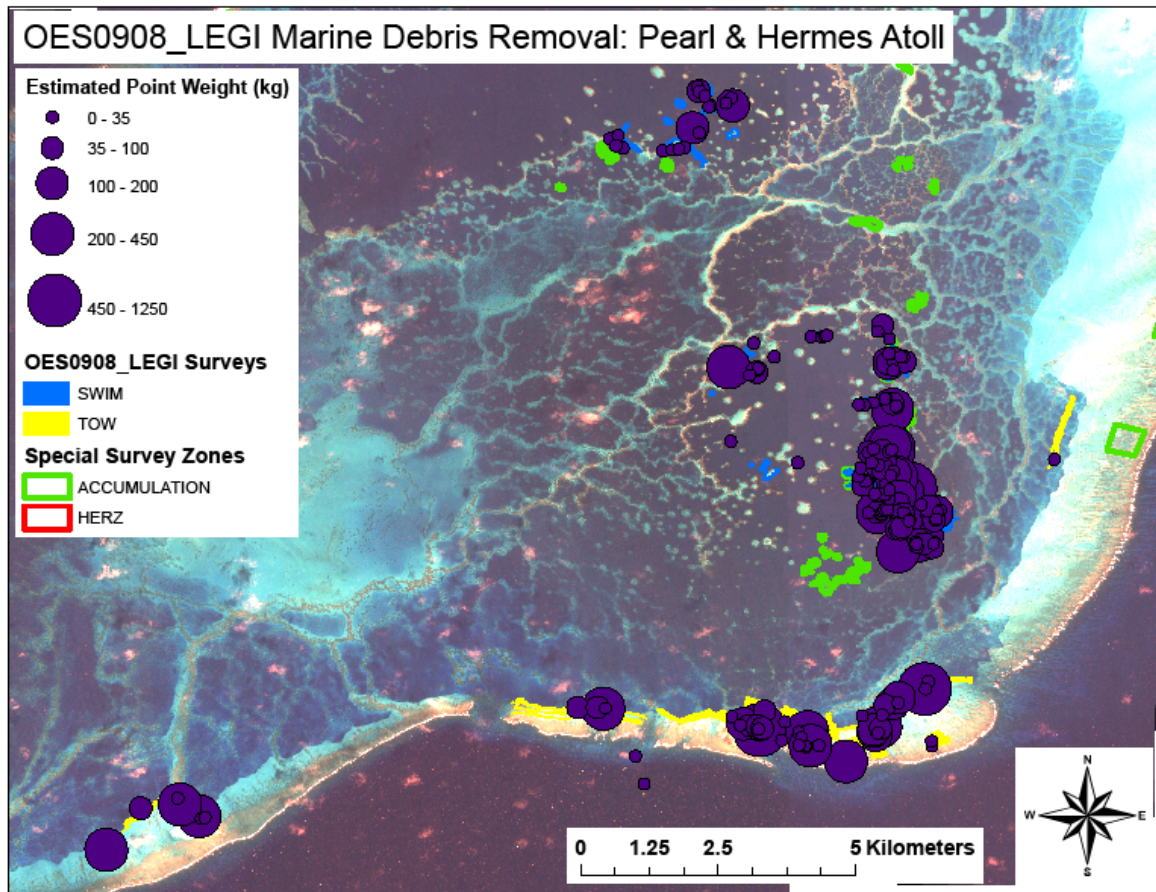 OES0908_LEGI Marine Debris Removal: Pearl & Hermes Atoll
Estimated Point Weight (kg)
0 - 35
35 - 100
100 - 200
200 - 450
450 - 1250
OES0908_LEGI Surveys
SWIM
TOW
Special Survey Zones
ACCUMULATION
HERZ
N
W E
S
0 1.25 2.5 5 Kilometers